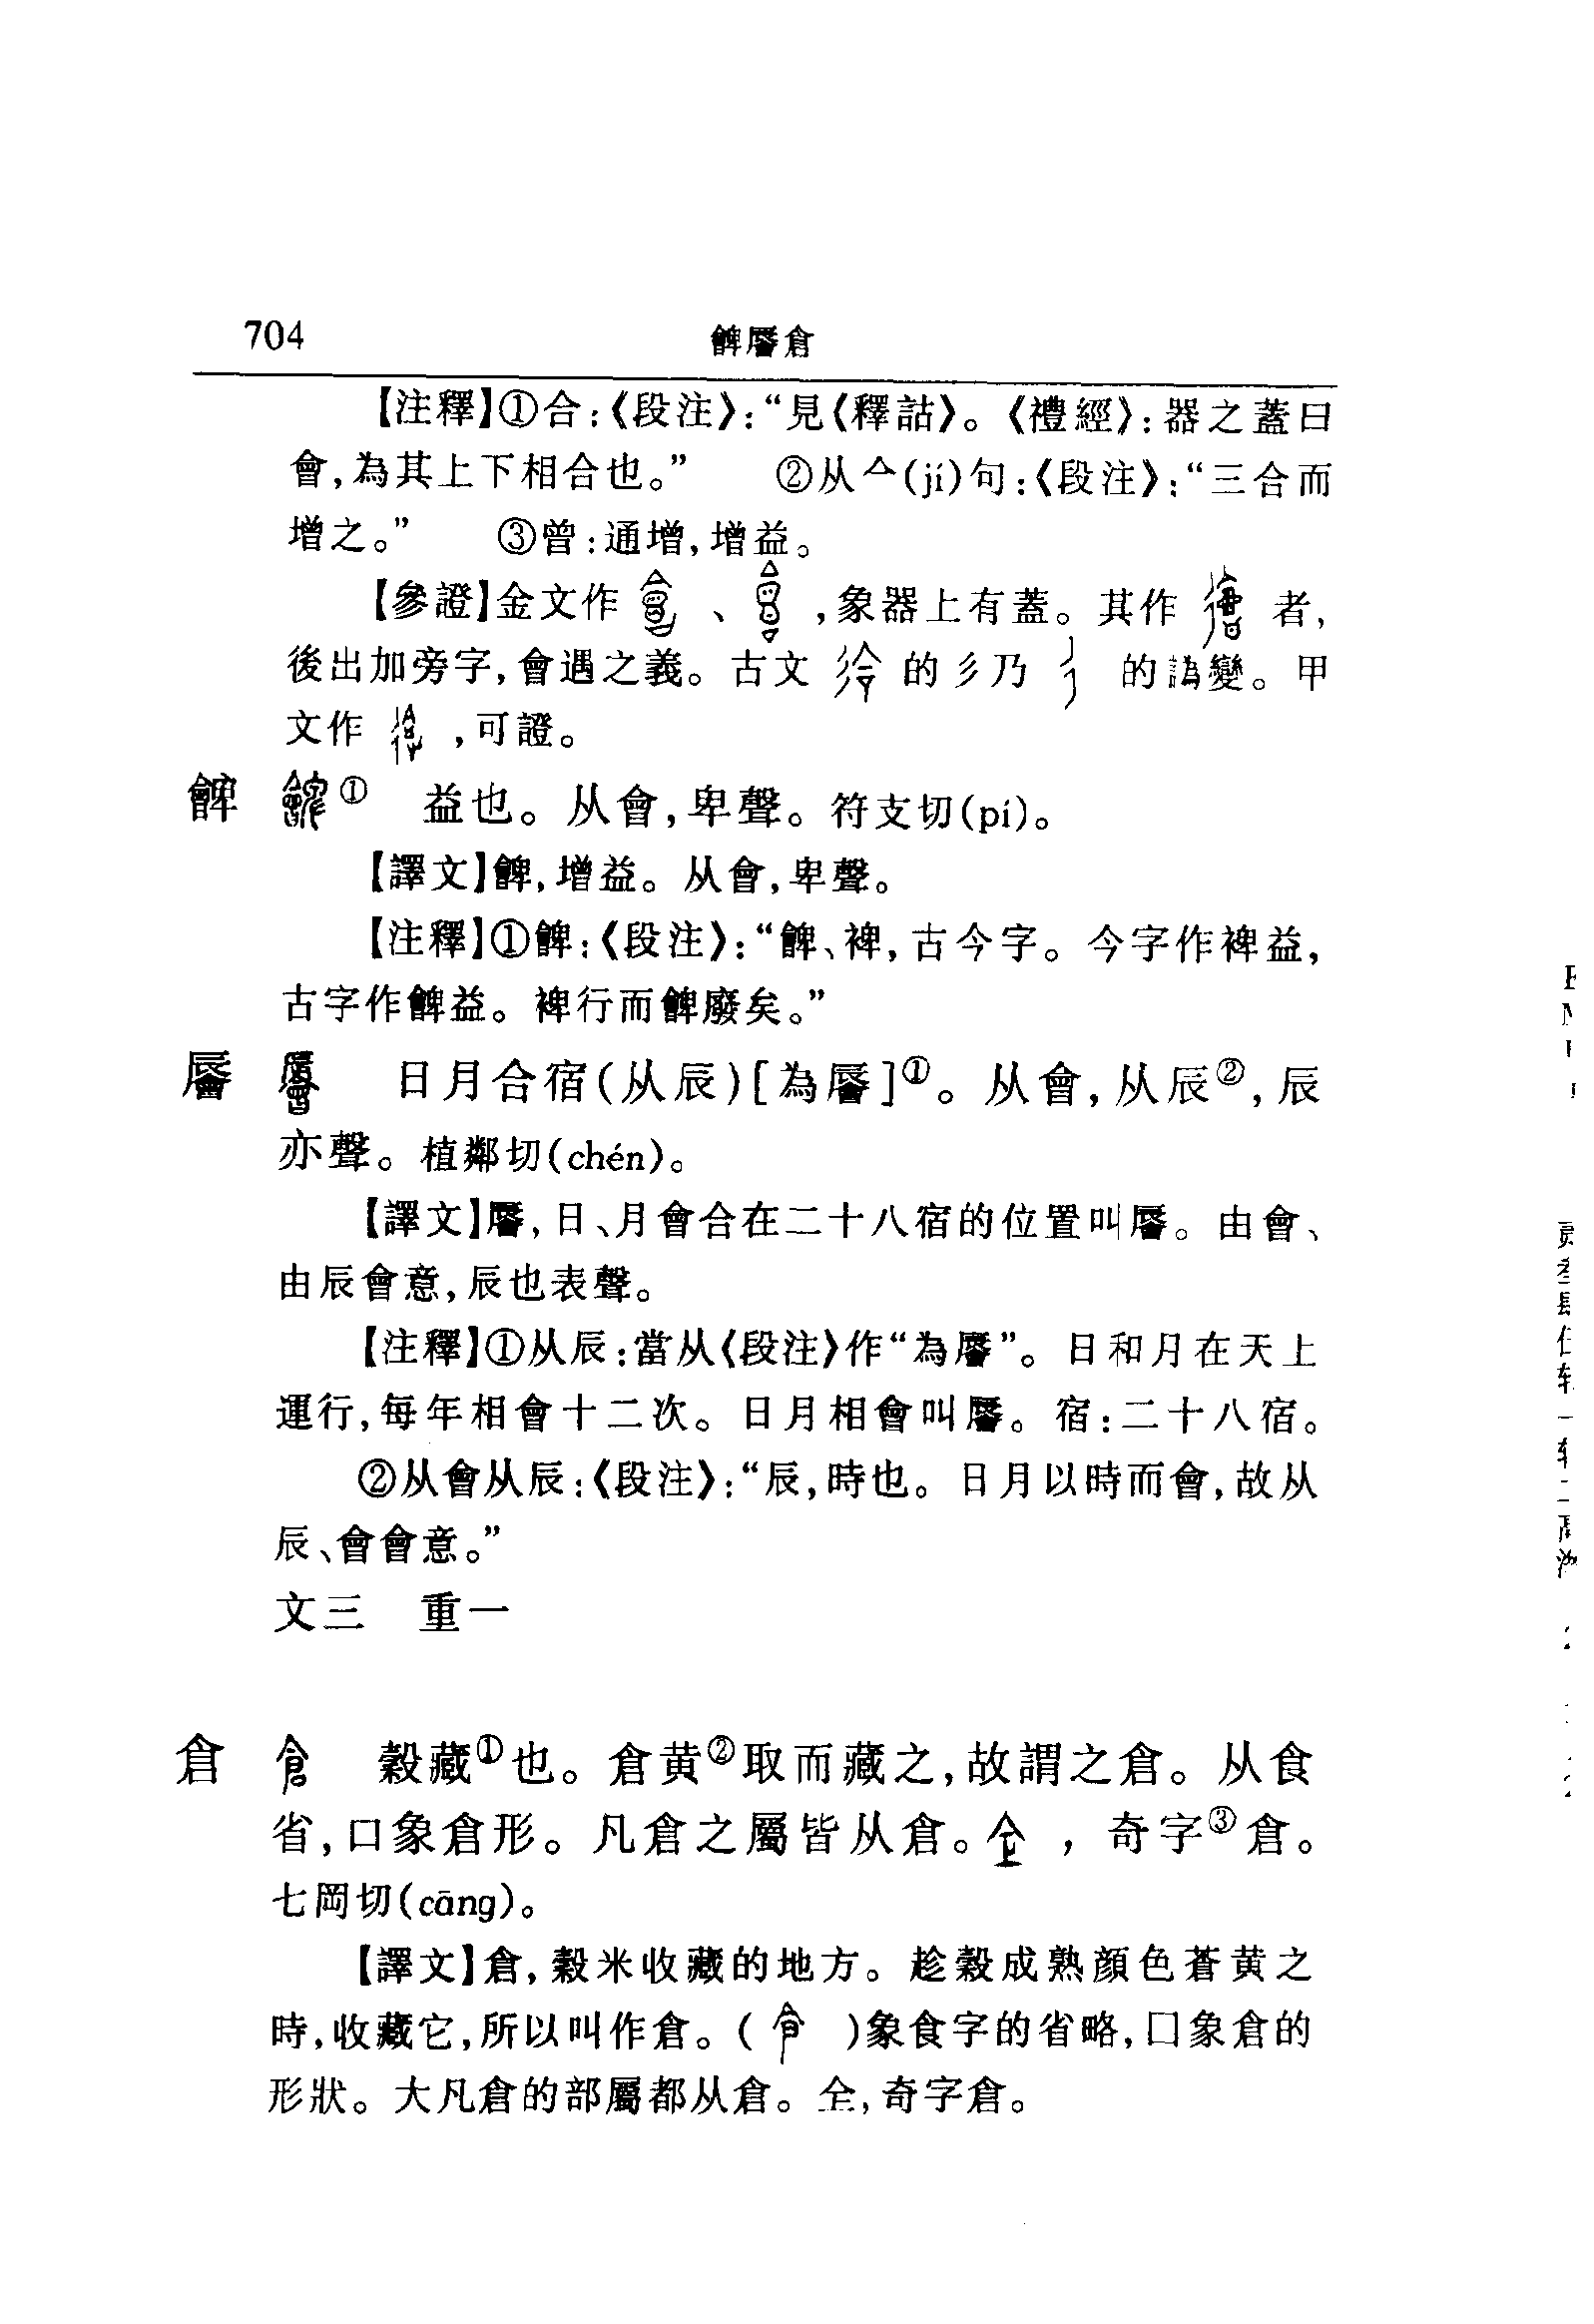 704
䇑䢈倉
【注釋】①合:《段注》:“見《釋詁》。《禮經》:器之蓋曰
會,為其上下相合也。” ②从亼(jí)句:《段注》:“三合而
增之。” ③曾:通增,增益。
【參證】金文作 、 ,象器上有蓋。其作 者,
後出加旁字,會遇之義。古文 的彡乃 的譌變。甲
文作 ,可證。
朇 ① 益也。从會,卑聲。符支切(pí)。
【譯文】朇,增益。从會,卑聲。
【注釋】①朇:《段注》:“朇、裨,古今字。今字作裨益,
古字作朇益。裨行而朇廢矣。”
日月合宿(从辰)[為]①。从會,从辰②,辰
亦聲。植鄰切(chén)。
【譯文】,日、月會合在二十八宿的位置叫。由會、
由辰會意,辰也表聲。
【注釋】①从辰:當从《段注》作“為”。日和月在天上
運行,每年相會十二次。日月相會叫。宿:二十八宿。
②从會从辰:《段注》:“辰,時也。日月以時而會,故从
辰、會會意。”
文三 重一
倉 穀藏①也。倉黄②取而藏之,故謂之倉。从食
省,口象倉形。凡倉之屬皆从倉。 ,奇字③倉。
七岡切(cāng)。
【譯文】倉,穀米收藏的地方。趁穀成熟顔色蒼黄之
時,收藏它,所以叫作倉。( )象食字的省略,囗象倉的
形狀。大凡倉的部屬都从倉。仺,奇字倉。